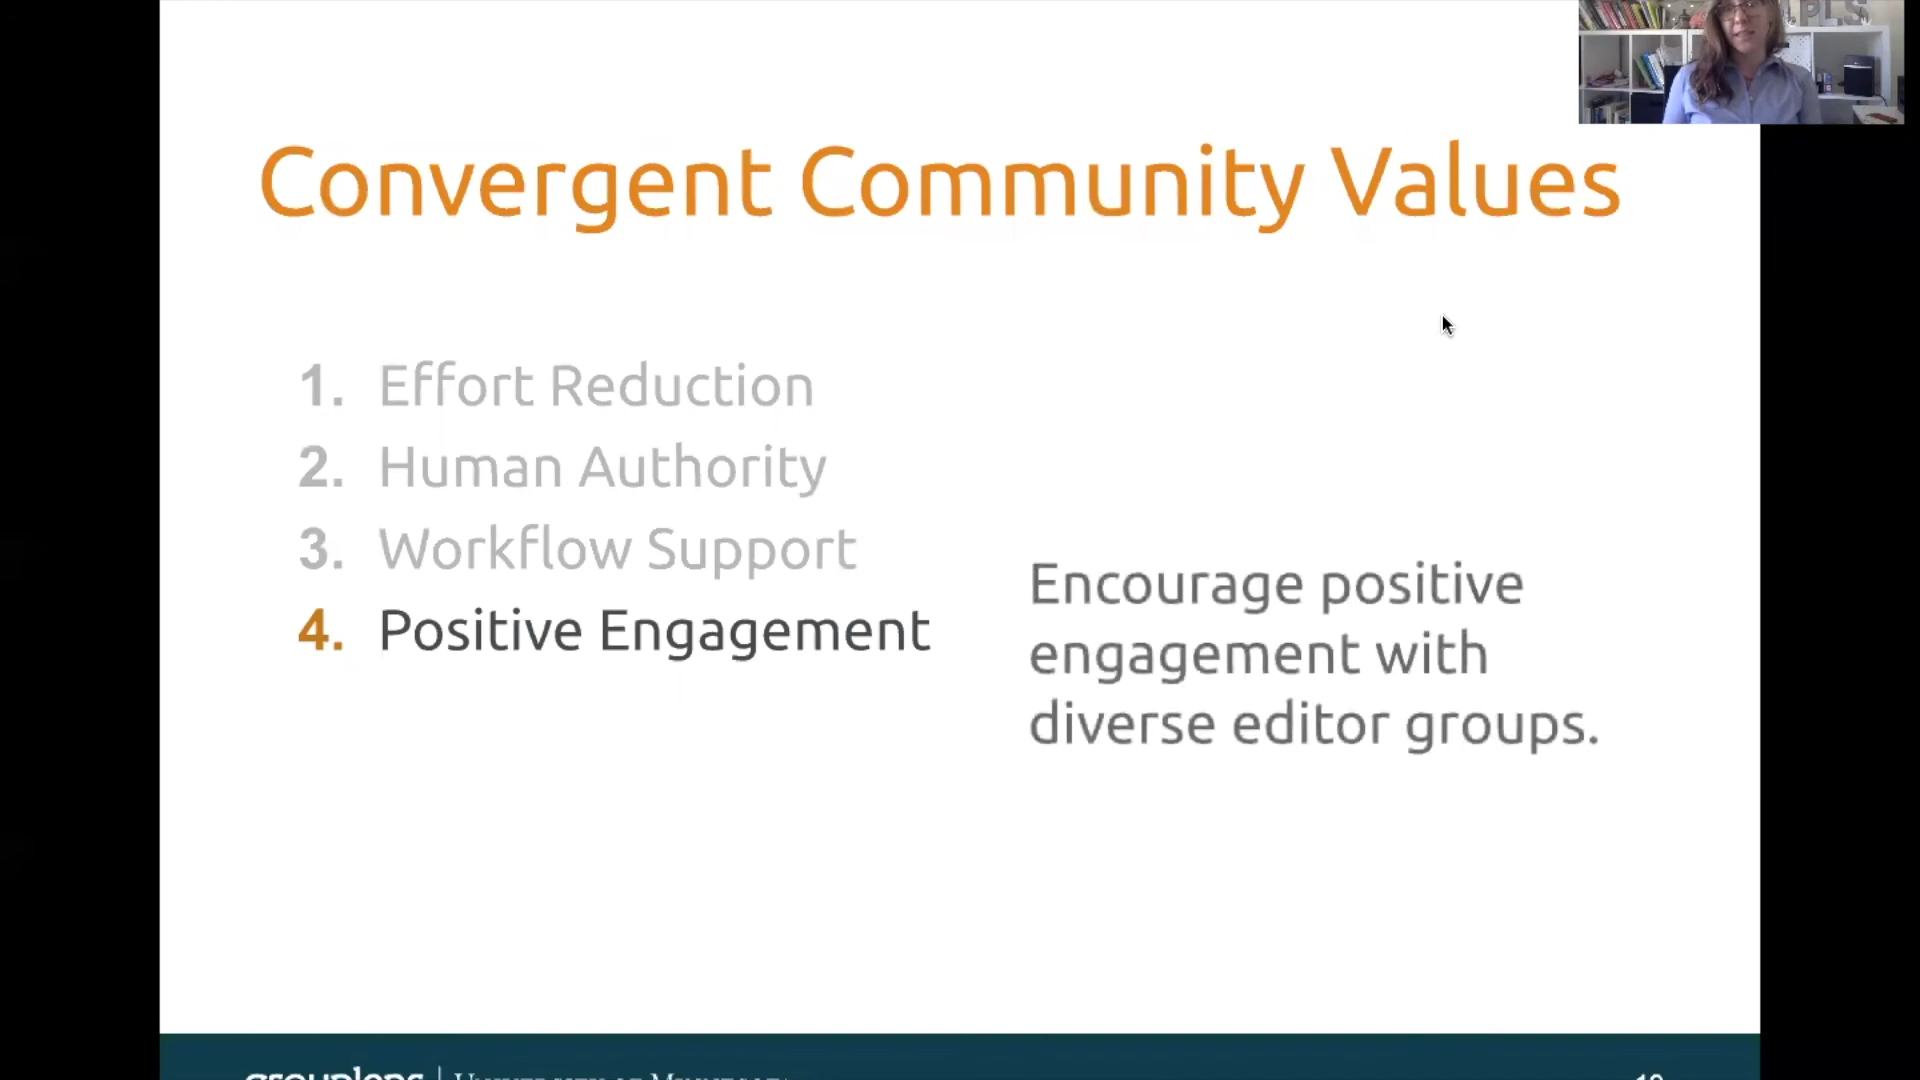 Convergent Community Values
1. Effort Reduction
2. Human Authority
3. Workflow Support
4. Positive Engagement
Encourage positive
engagement with
diverse editor groups.